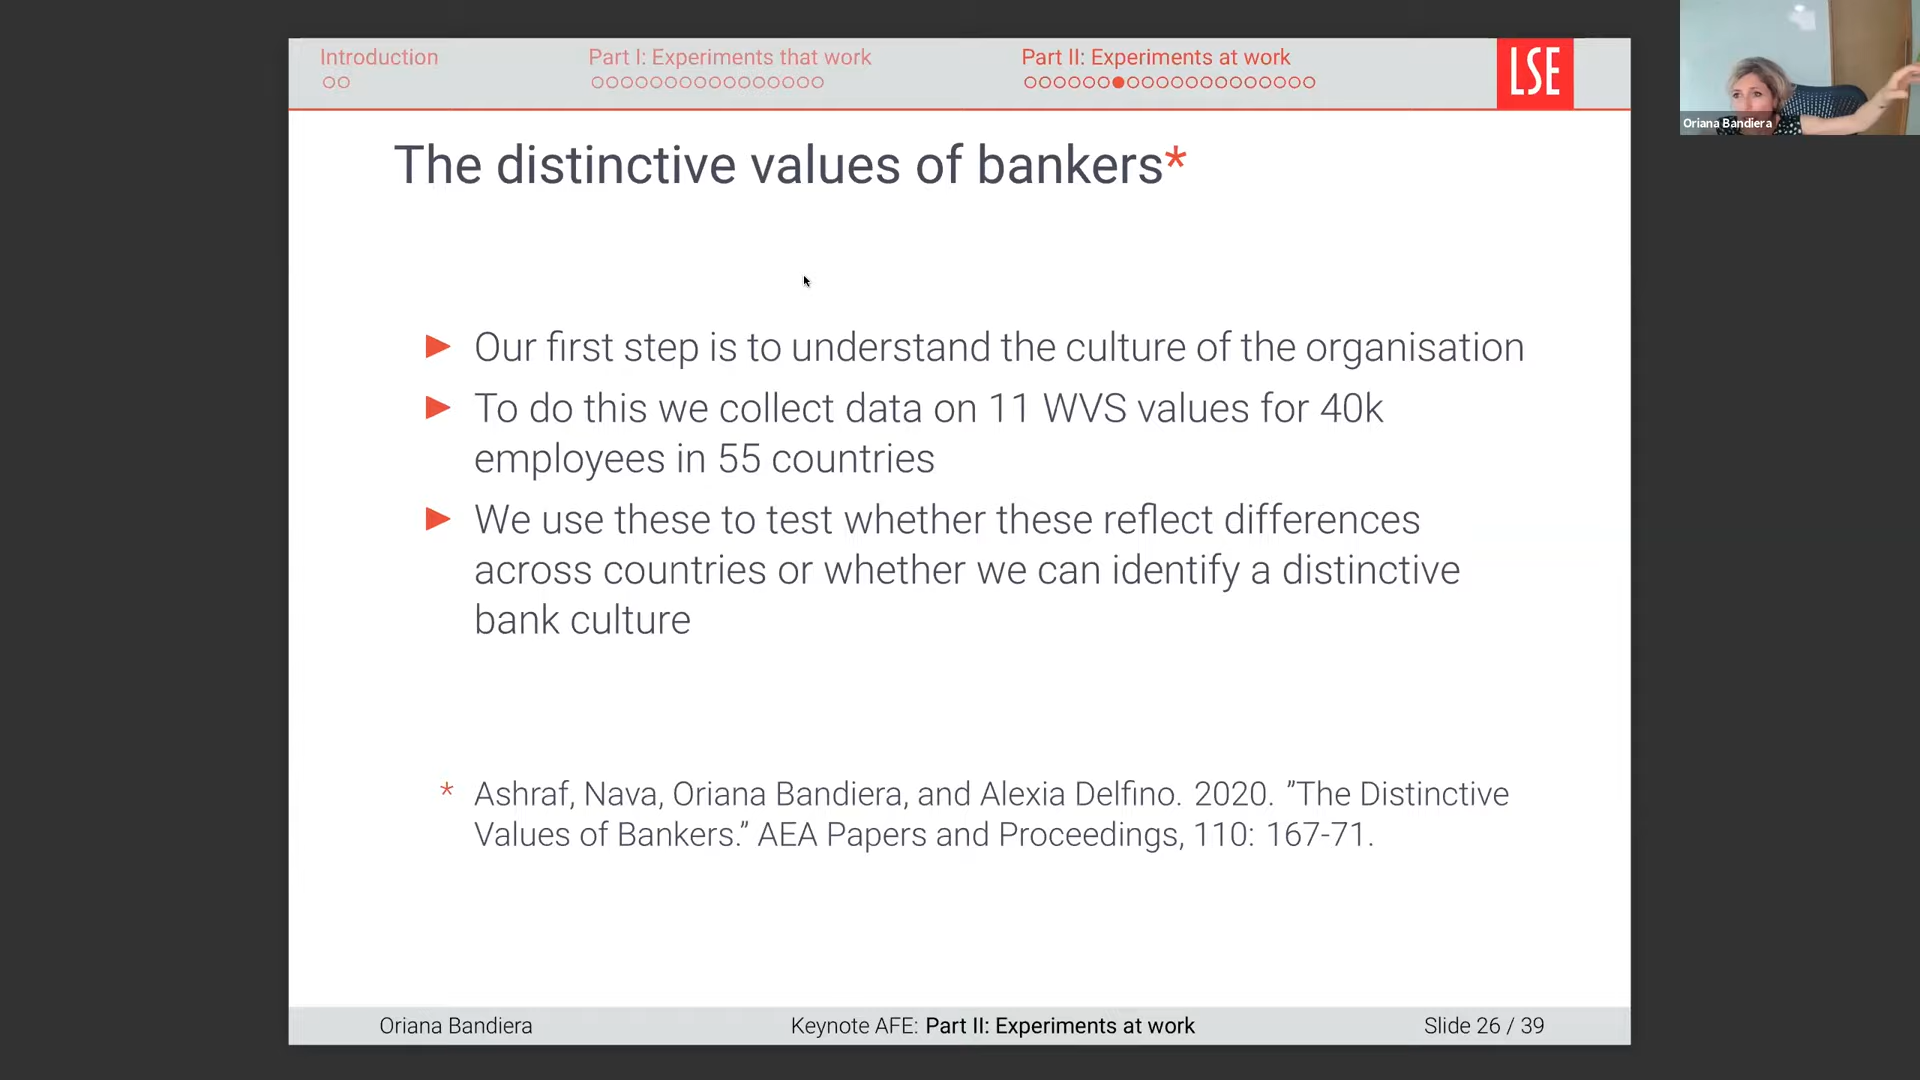 Introduction
Part I: Experiments that work
Part II: Experiments at work
LSE
Oriana Bandiera
The distinctive values of bankers*
Our first step is to understand the culture of the organisation
To do this we collect data on 11 WVS values for 40k
employees in 55 countries
We use these to test whether these reflect differences
across countries or whether we can identify a distinctive
bank culture
* Ashraf, Nava, Oriana Bandiera, and Alexia Delfino. 2020. ”The Distinctive
Values of Bankers.” AEA Papers and Proceedings, 110: 167-71.
Oriana Bandiera
Keynote AFE: Part II: Experiments at work
Slide 26 / 39